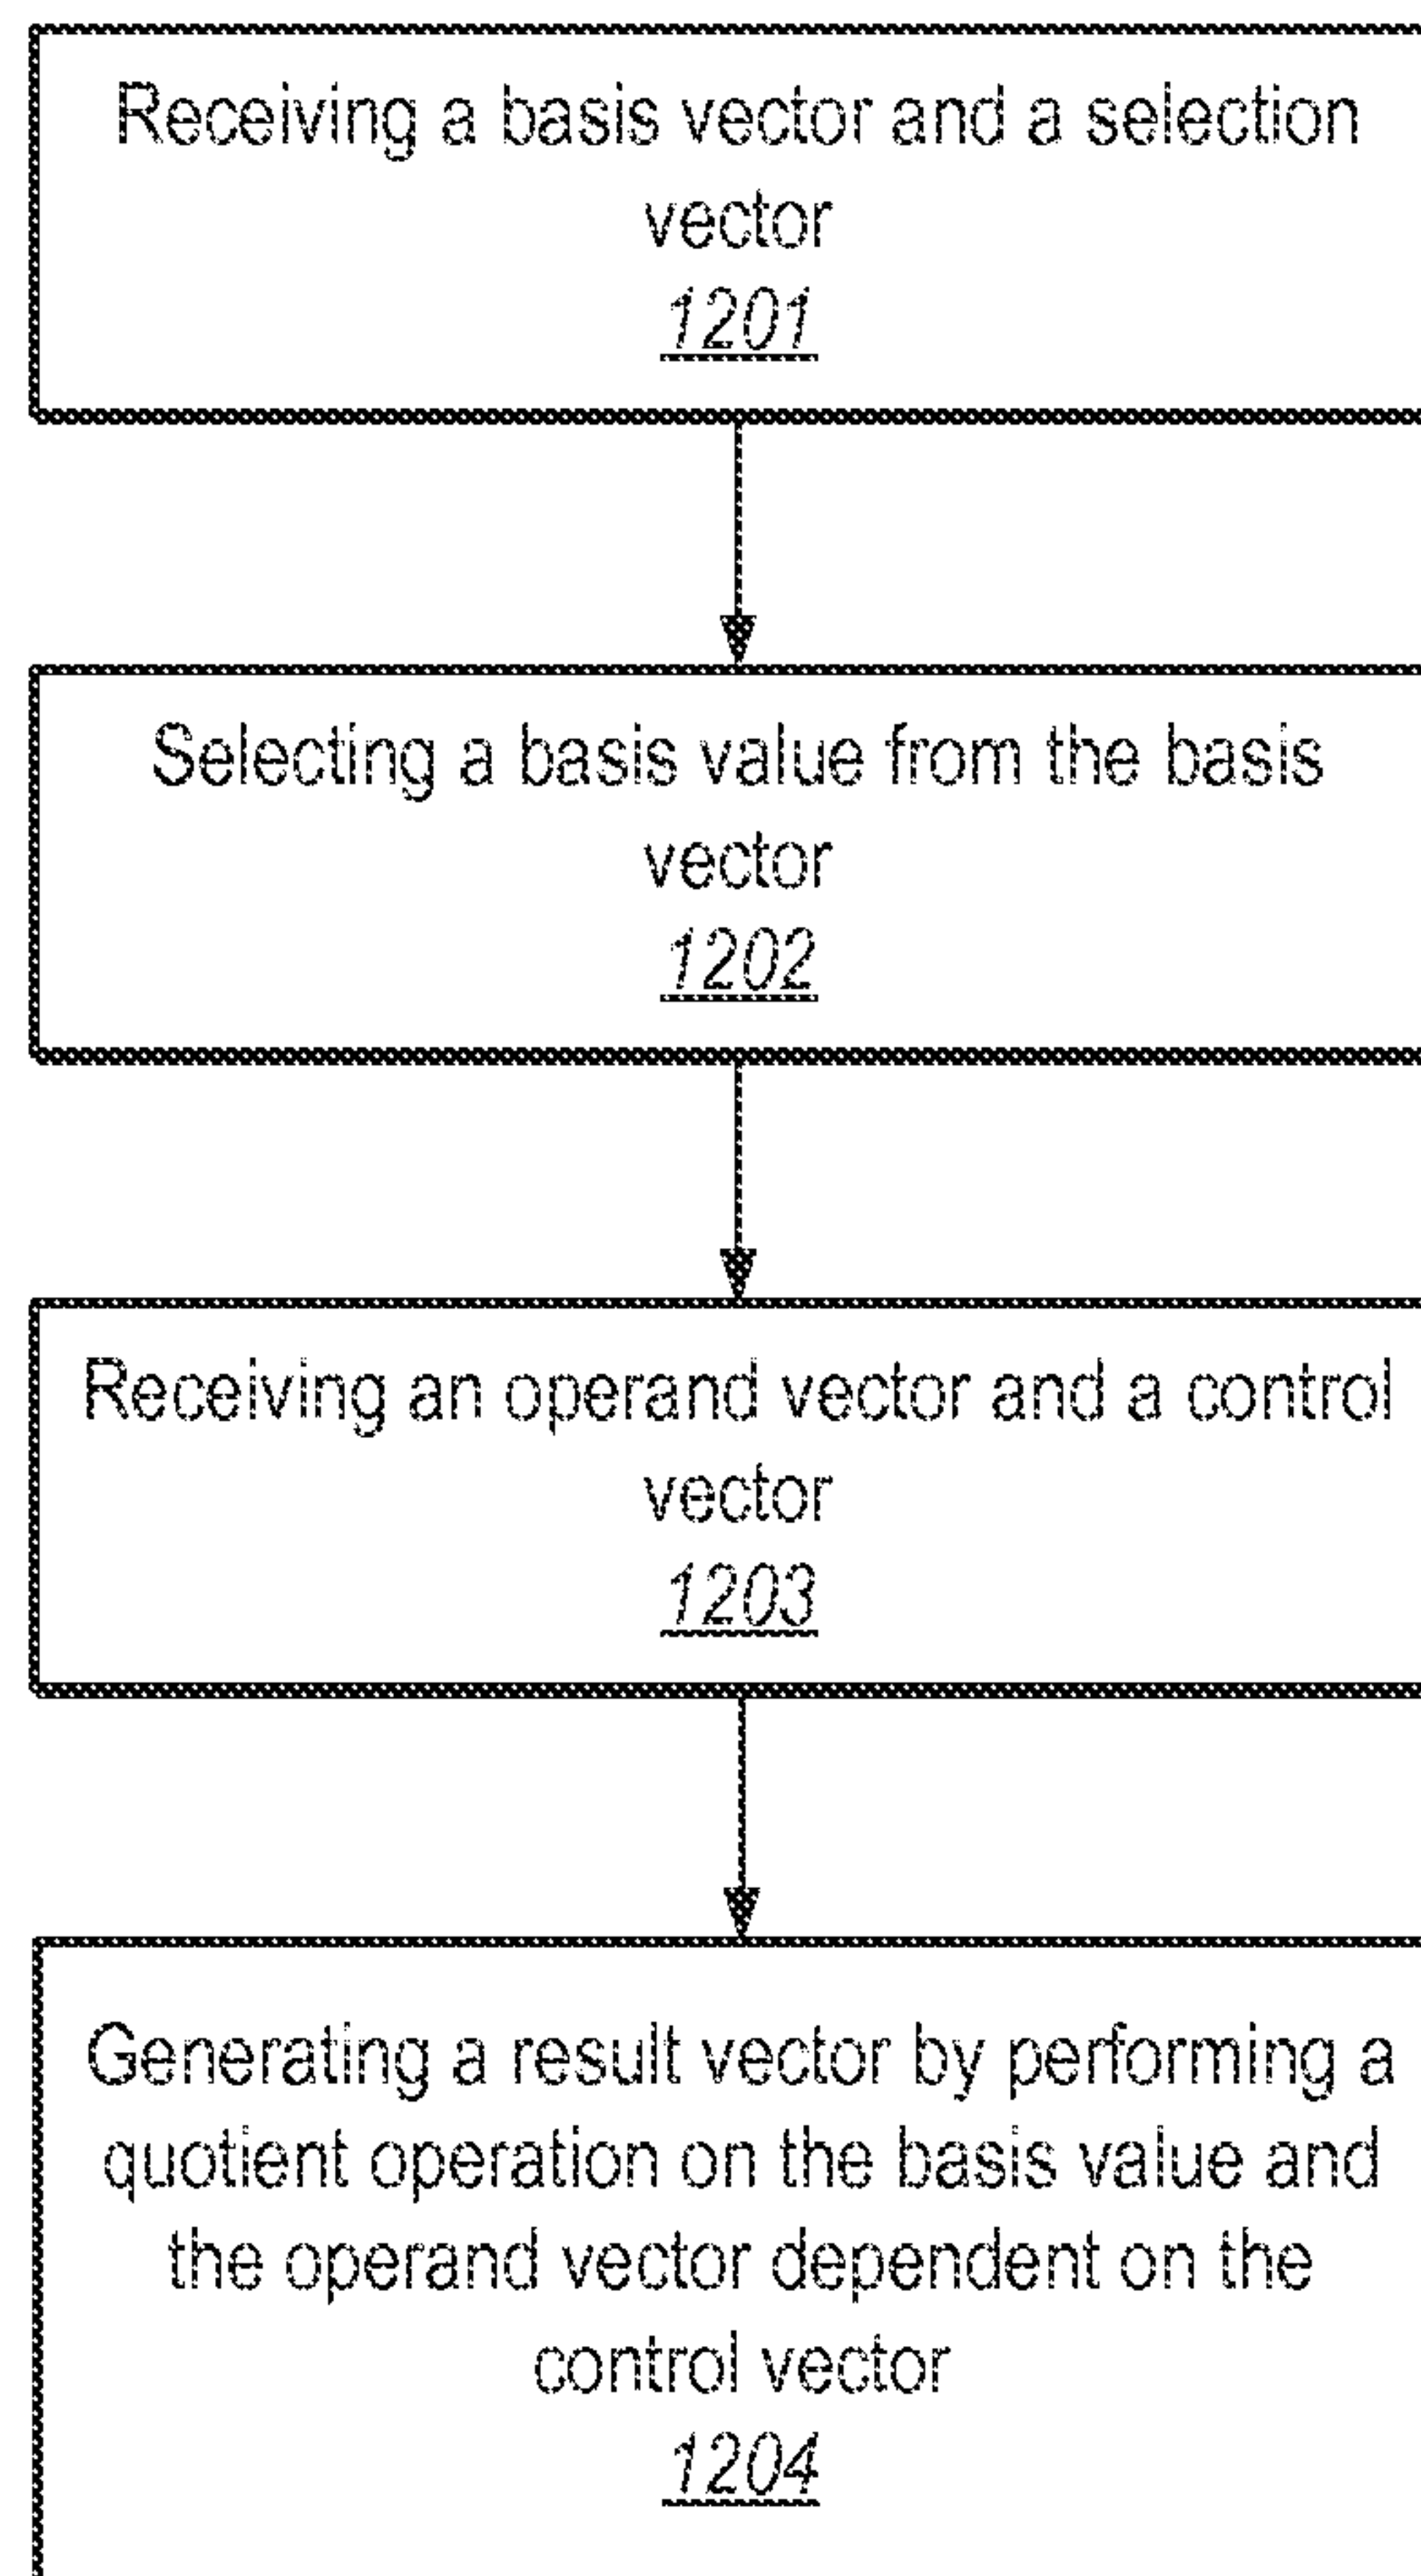 Receiving a basis vector and a selection
vector
1201
Selecting a basis value from the basis
vector
1202
Receiving an operand vector and a control
vector
1203
Generating a result vector by performing a
quotient operation on the basis value and
the operand vector dependent on the
control vector
1204